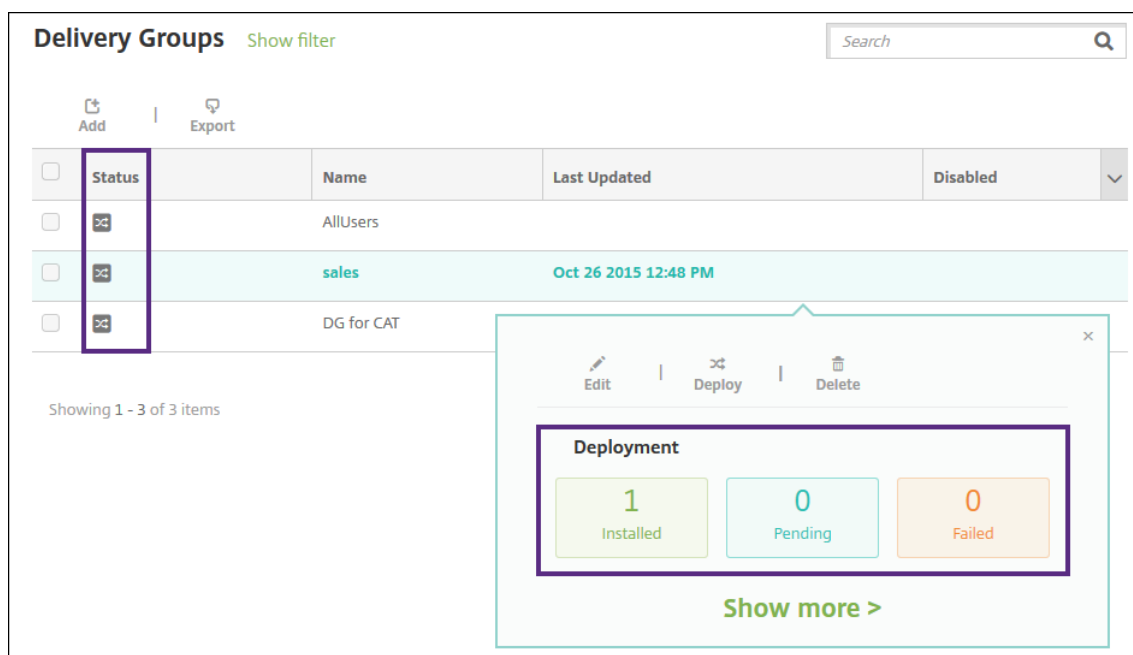 Delivery Groups Show filter Search
Add | Export
Status Name Last Updated Disabled
AllUsers
sales Oct 26 2015 12:48 PM
DG for CAT
×
Edit | Deploy | Delete
Showing 1 - 3 of 3 items
Deployment
1 0 0
Installed Pending Failed
Show more >